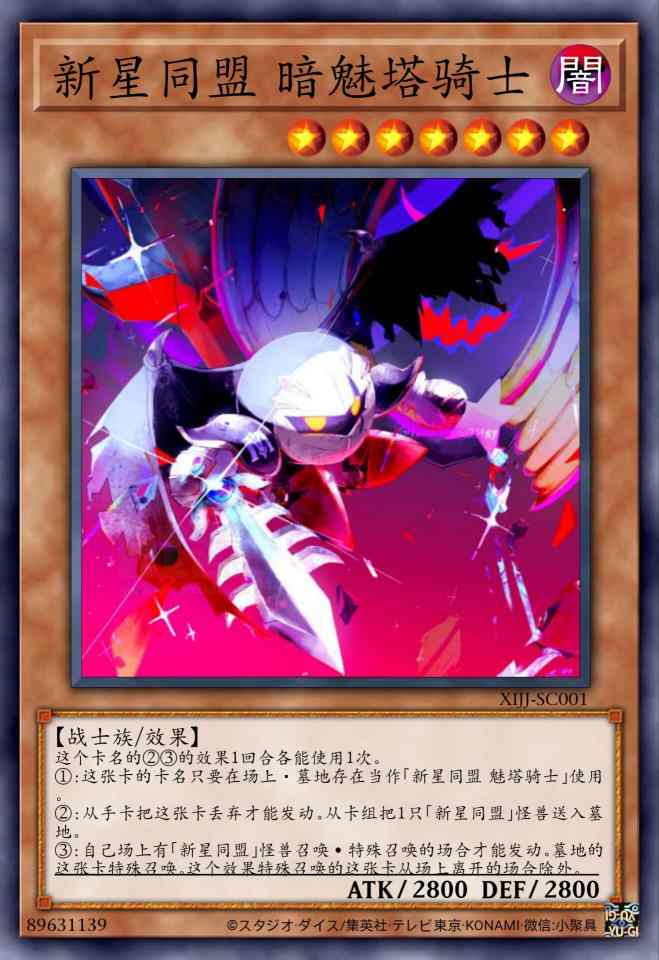 新星同盟 暗魅塔骑士
闇
XIJJ-SC001
【战士族/效果】
这个卡名的②③的效果1回合各能使用1次。
①:这张卡的卡名只要在场上・墓地存在当作「新星同盟 魅塔骑士」使用
。
②:从手卡把这张卡丢弃才能发动。从卡组把1只「新星同盟」怪兽送入墓
地。
③:自己场上有「新星同盟」怪兽召唤•特殊召唤的场合才能发动。墓地的
这张卡特殊召唤。这个效果特殊召唤的这张卡从场上离开的场合除外。
ATK/2800 DEF/2800
89631139
©スタジオ・ダイス/集英社・テレビ東京・KONAMI・微信:小聚具
YU-GI